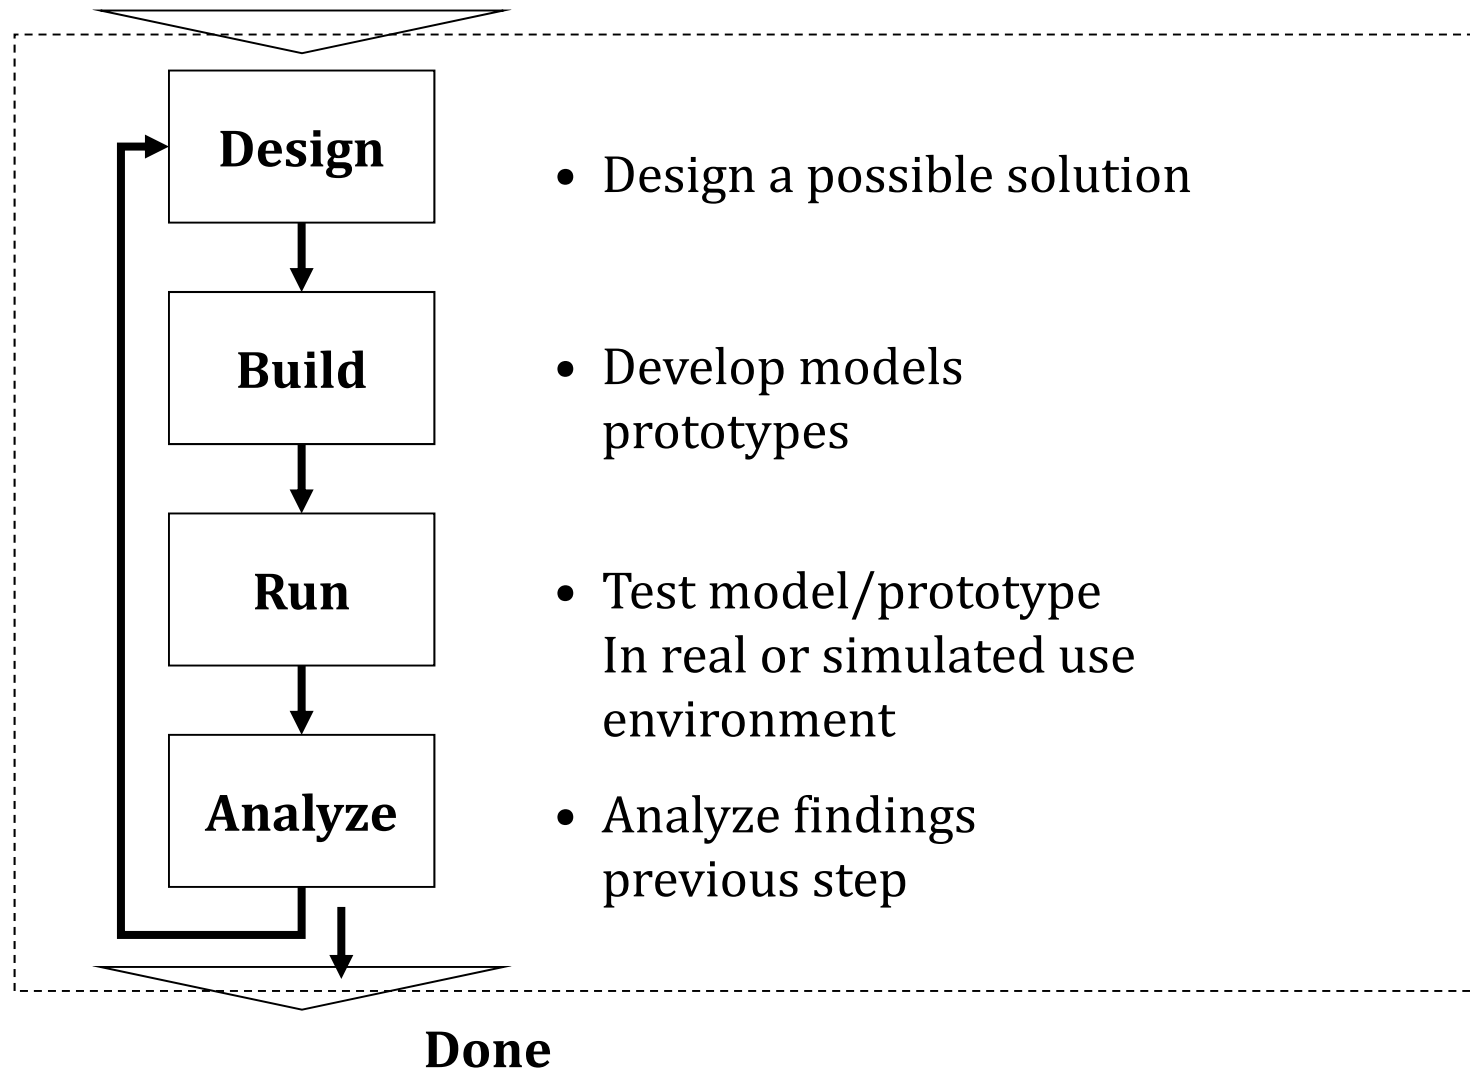 Design
• Design a possible solution
Build
• Develop models
prototypes
Run
• Test model/prototype
In real or simulated use
environment
Analyze
• Analyze findings
previous step
Done